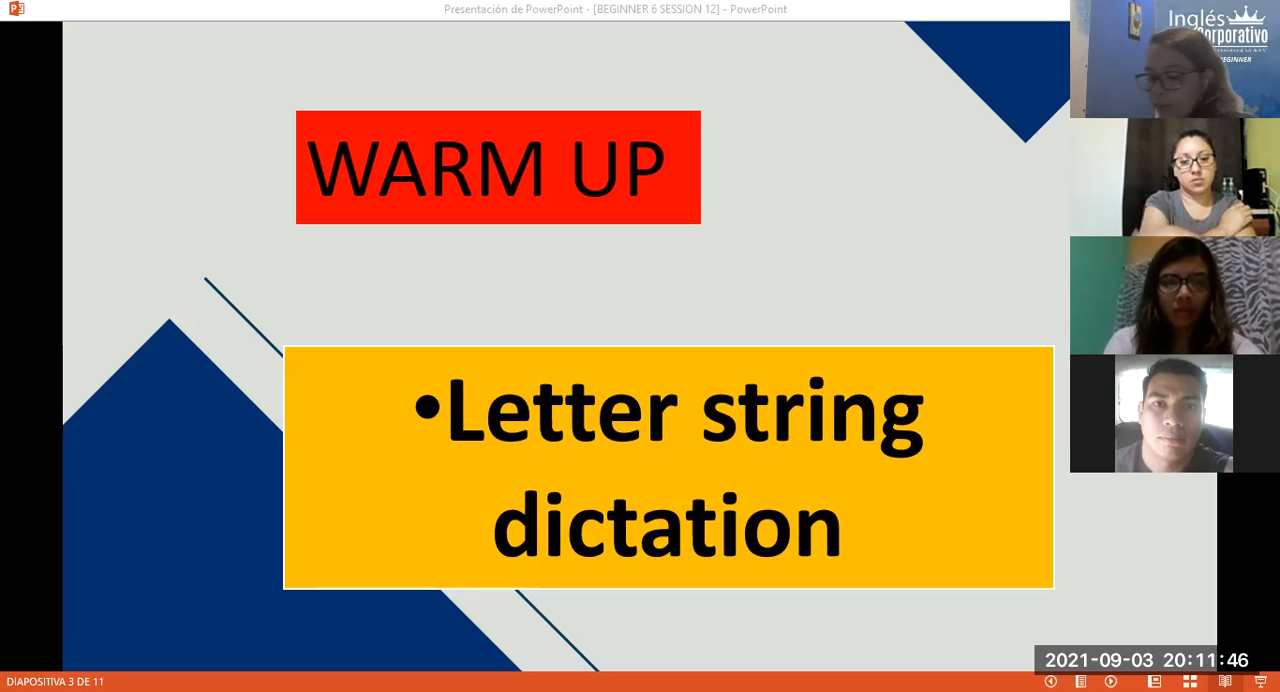 Presentación de PowerPoint - [BEGINNER 6 SESSION 12] - PowerPoint
Inglés
Corporativo
BEGINNER
WARM UP
•Letter string
dictation
2021-09-03 20:11:46
DIAPOSITIVA 3 DE 11